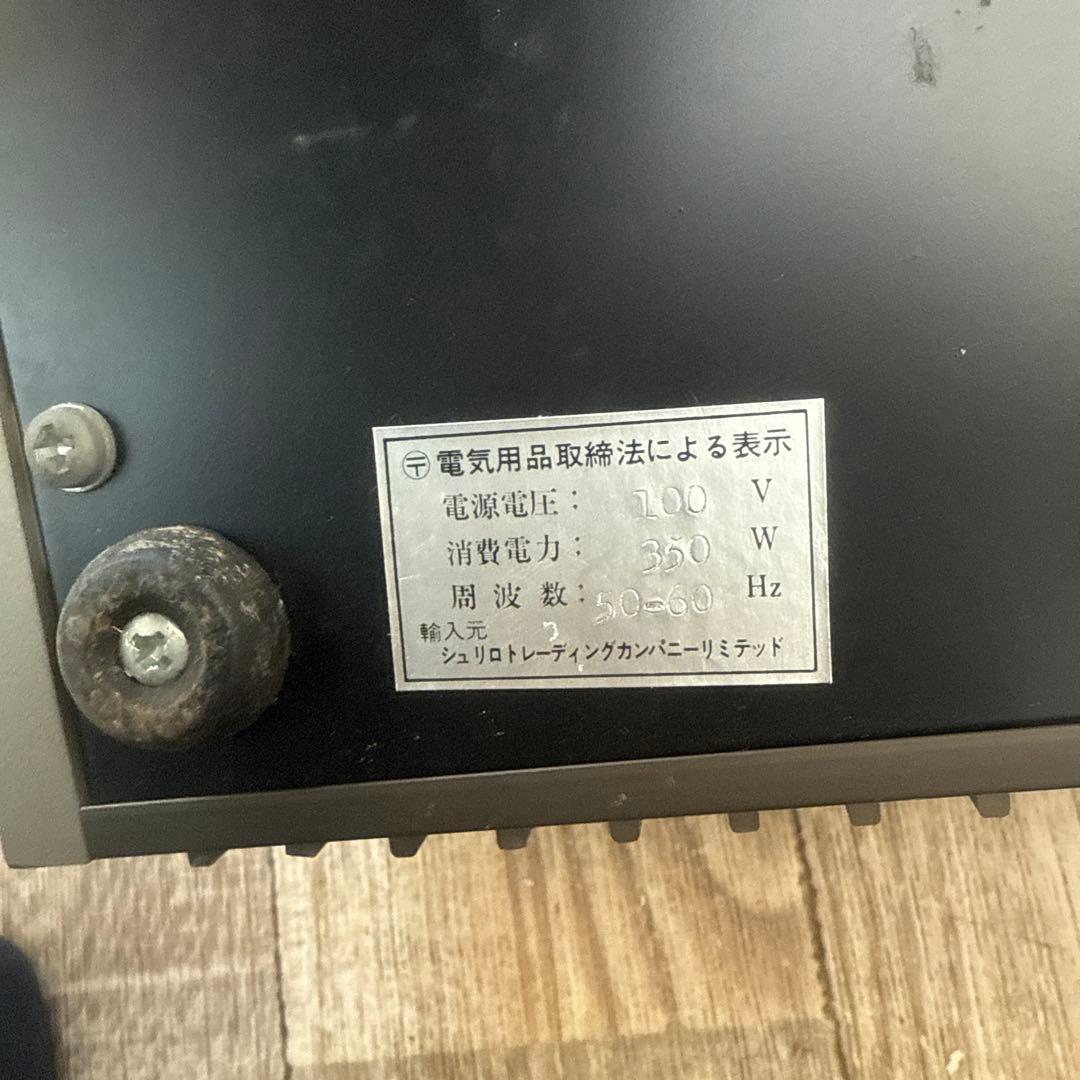 〶電気用品取締法による表示
電源電圧: 100 V
消費電力: 350 W
周波数: 50-60 Hz
輸入元
シュリロトレーディングカンパニーリミテッド